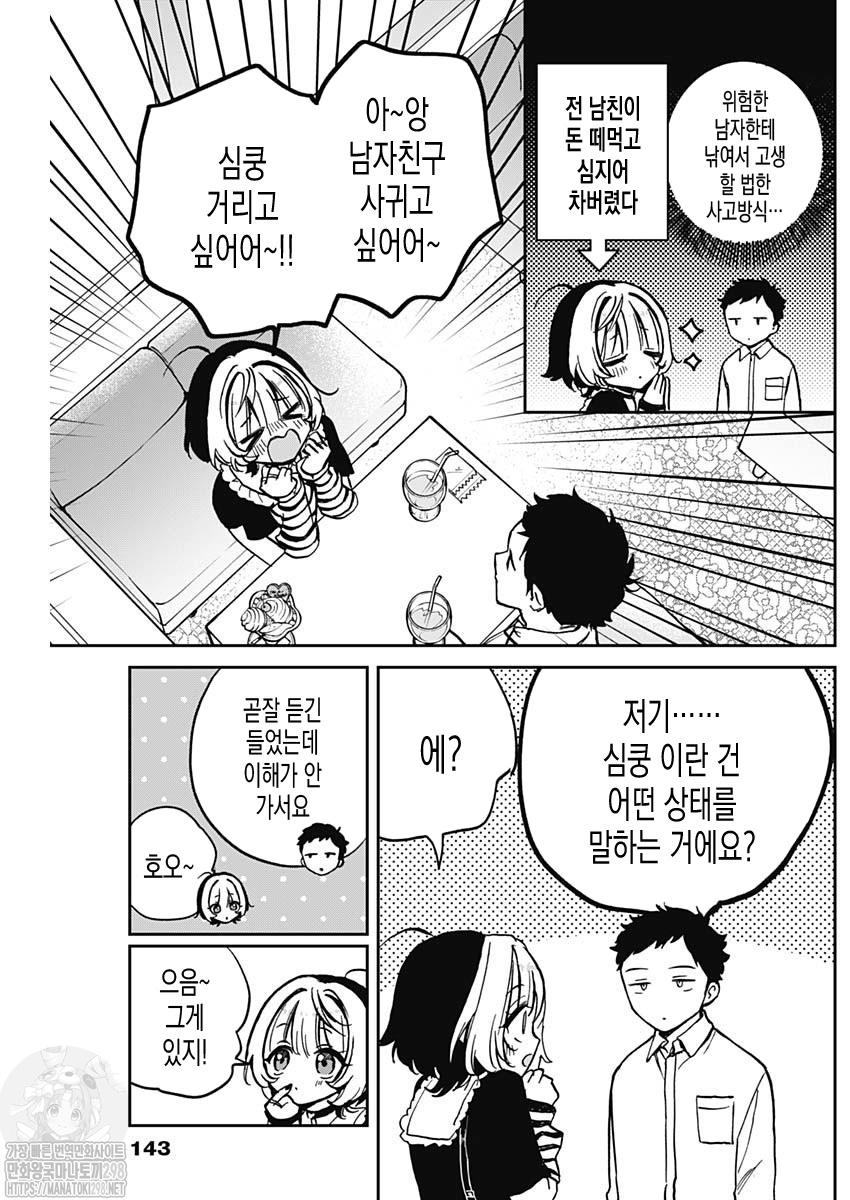 위험한
남자한테
낚여서 고생
할 법한
사고방식…
전 남친이
돈 떼먹고
심지어
차버렸다
아~앙
남자친구
사귀고
싶어어~
심쿵
거리고
싶어어~!!
저기……
심쿵 이란 건
어떤 상태를
말하는 거에요?
에?
곧잘 듣긴
들었는데
이해가 안
가서요
호오~
으음~
그게
있지!
143
가장 빠른 번역만화사이트
만화왕국마나토끼298
HTTPS://MANATOKI298.NET